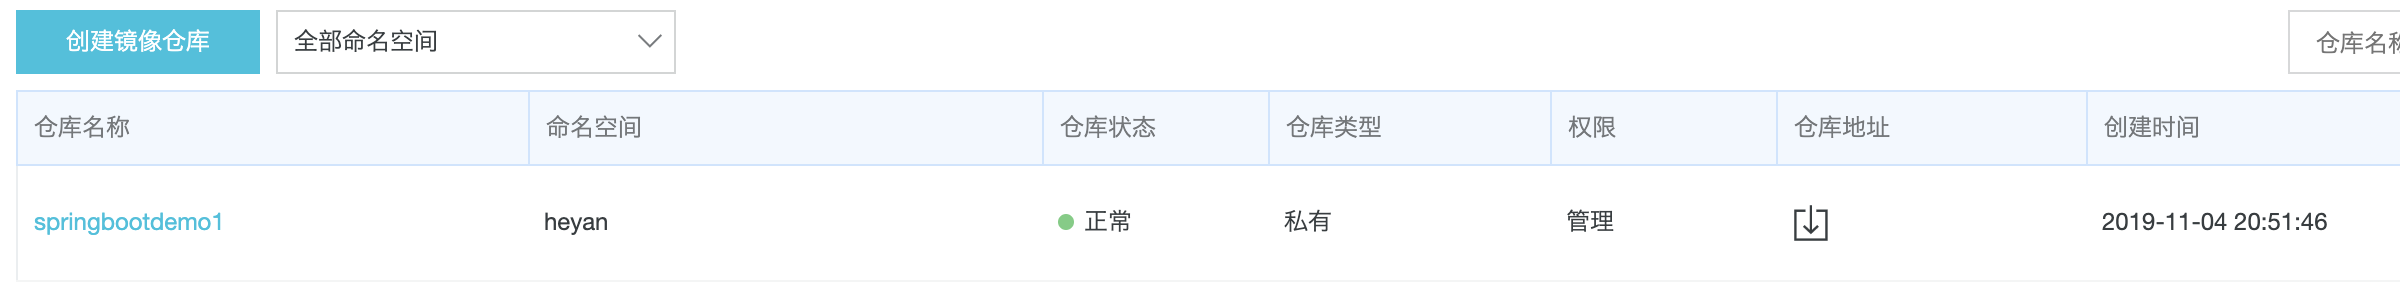 创建镜像仓库 全部命名空间 仓库名称
仓库名称 命名空间 仓库状态 仓库类型 权限 仓库地址 创建时间
springbootdemo1 heyan 正常 私有 管理 2019-11-04 20:51:46